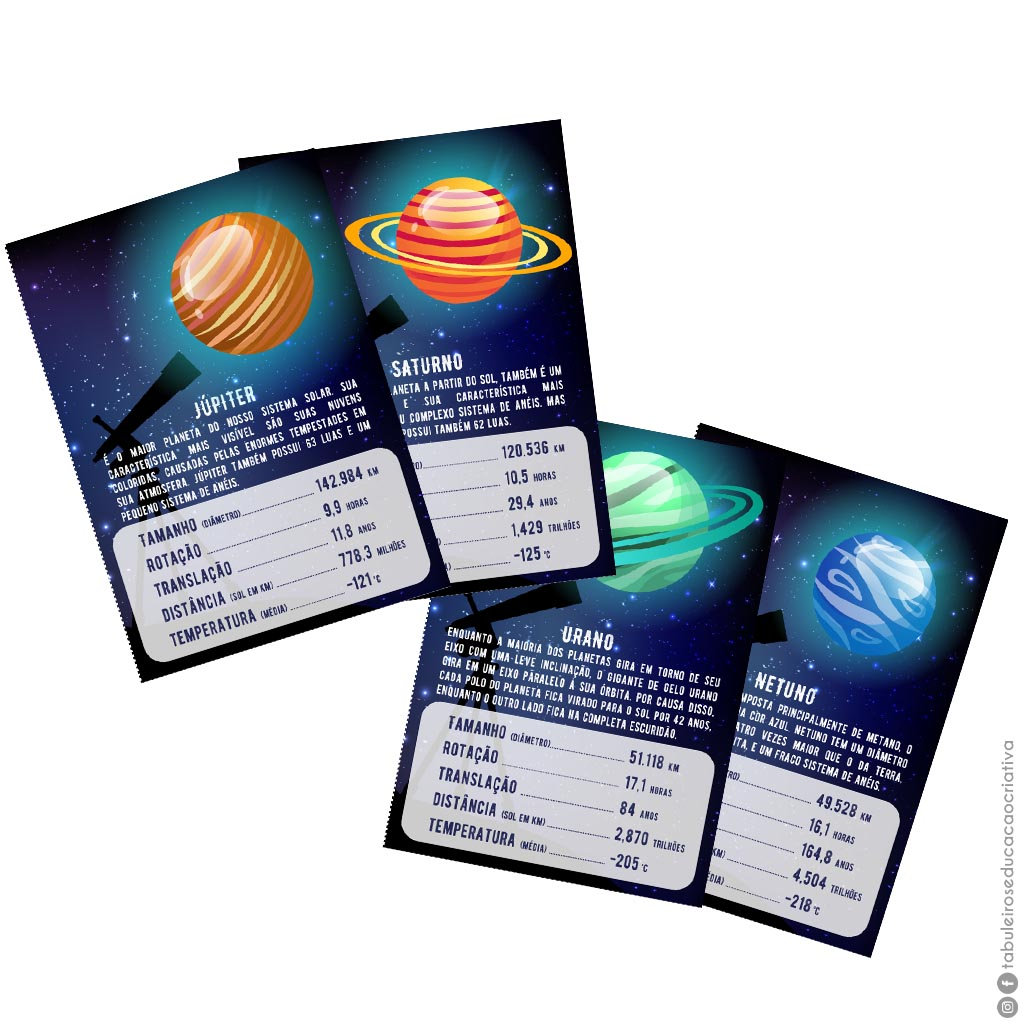 JÚPITER
É O MAIOR PLANETA DO NOSSO SISTEMA SOLAR. SUA
CARACTERÍSTICA MAIS VISÍVEL SÃO SUAS NUVENS
COLORIDAS, CAUSADAS PELAS ENORMES TEMPESTADES EM
SUA ATMOSFERA. JÚPITER TAMBÉM POSSUI 63 LUAS E UM
PEQUENO SISTEMA DE ANÉIS.
TAMANHO (DIÂMETRO) 142.984 KM
ROTAÇÃO 9,9 HORAS
TRANSLAÇÃO 11,8 ANOS
DISTÂNCIA (SOL EM KM) 778,3 MILHÕES
TEMPERATURA (MÉDIA) -121°C
SATURNO
ANETA A PARTIR DO SOL, TAMBÉM É UM
E SUA CARACTERÍSTICA MAIS
U COMPLEXO SISTEMA DE ANÉIS. MAS
POSSUI TAMBÉM 62 LUAS.
RO) 120.536 KM
10,5 HORAS
29,4 ANOS
1,429 TRILHÕES
-125°C
URANO
ENQUANTO A MAIORIA DOS PLANETAS GIRA EM TORNO DE SEU
EIXO COM UMA LEVE INCLINAÇÃO, O GIGANTE DE GELO URANO
GIRA EM UM EIXO PARALELO À SUA ÓRBITA. POR CAUSA DISSO,
CADA POLO DO PLANETA FICA VIRADO PARA O SOL POR 42 ANOS,
ENQUANTO O OUTRO LADO FICA NA COMPLETA ESCURIDÃO.
TAMANHO (DIÂMETRO) 51.118 KM
ROTAÇÃO 17,1 HORAS
TRANSLAÇÃO 84 ANOS
DISTÂNCIA (SOL EM KM) 2,870 TRILHÕES
TEMPERATURA (MÉDIA) -205°C
NETUNO
MPOSTA PRINCIPALMENTE DE METANO, O
A COR AZUL. NETUNO TEM UM DIÂMETRO
ATRO VEZES MAIOR QUE O DA TERRA.
TA, E UM FRACO SISTEMA DE ANÉIS.
RO) 49.528 KM
16,1 HORAS
164,8 ANOS
KM) 4.504 TRILHÕES
DIA) -218°C
tabuleiroseducacaocriativa